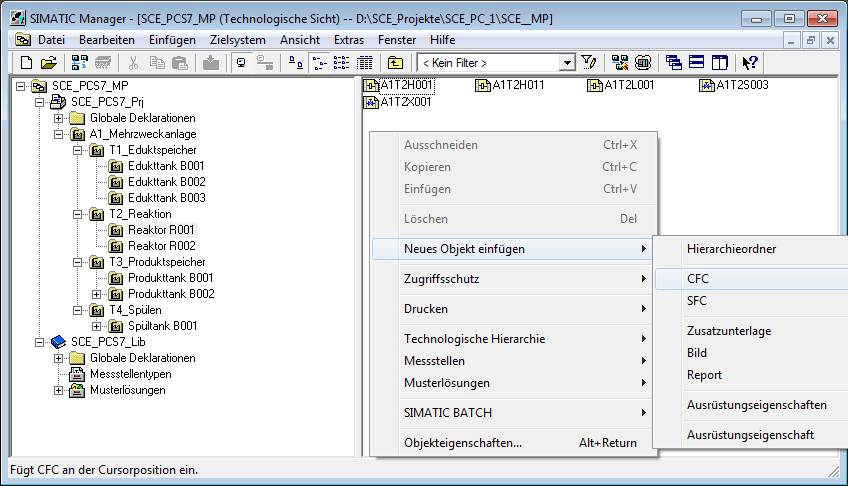 SIMATIC Manager - [SCE_PCS7_MP (Technologische Sicht) -- D:\SCE_Projekte\SCE_PC_1\SCE__MP]
Datei Bearbeiten Einfügen Zielsystem Ansicht Extras Fenster Hilfe
< Kein Filter >
SCE_PCS7_MP
SCE_PCS7_Prj
Globale Deklarationen
A1_Mehrzweckanlage
T1_Eduktspeicher
Edukttank B001
Edukttank B002
Edukttank B003
T2_Reaktion
Reaktor R001
Reaktor R002
T3_Produktspeicher
Produkttank B001
Produkttank B002
T4_Spülen
Spültank B001
SCE_PCS7_Lib
Globale Deklarationen
Messstellentypen
Musterlösungen
A1T2H001 A1T2H011 A1T2L001 A1T2S003
A1T2X001
Ausschneiden Ctrl+X
Kopieren Ctrl+C
Einfügen Ctrl+V
Löschen Del
Neues Objekt einfügen
Zugriffsschutz
Drucken
Technologische Hierarchie
Messstellen
Musterlösungen
SIMATIC BATCH
Objekteigenschaften... Alt+Return
Hierarchieordner
CFC
SFC
Zusatzunterlage
Bild
Report
Ausrüstungseigenschaften
Ausrüstungseigenschaft
Fügt CFC an der Cursorposition ein.